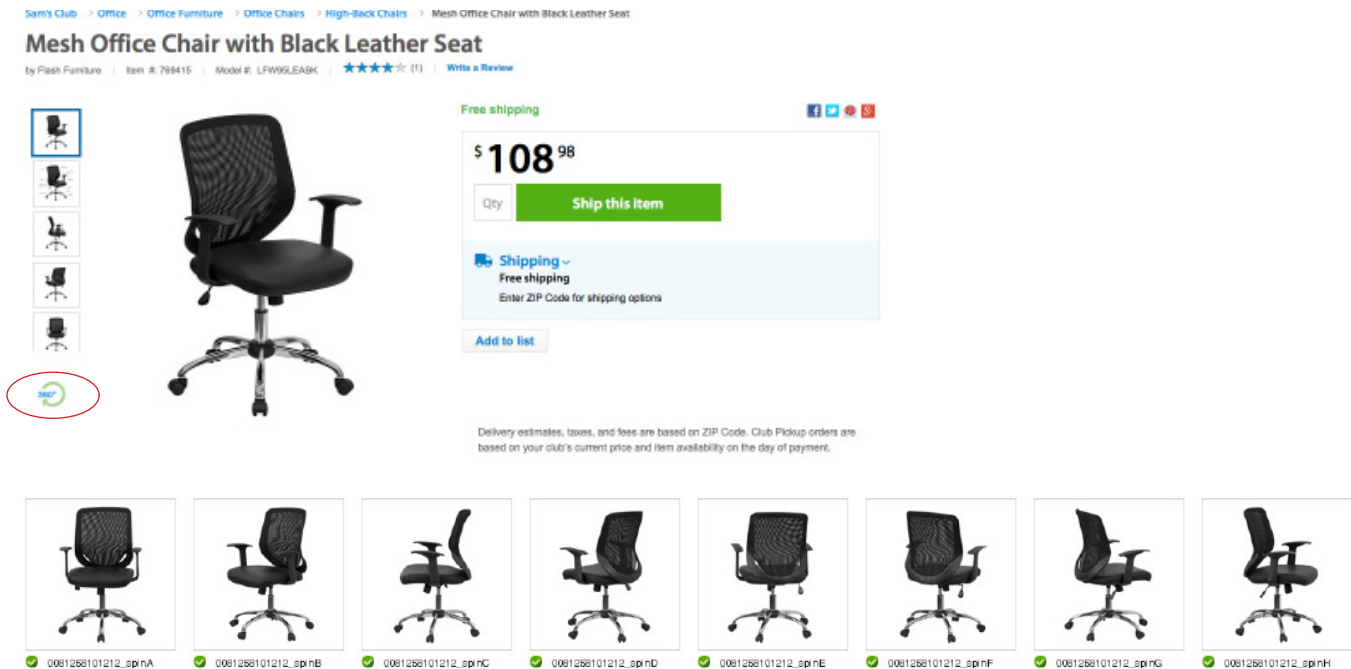 Sam's Club > Office > Office Furniture > Office Chairs > High-Back Chairs > Mesh Office Chair with Black Leather Seat
Mesh Office Chair with Black Leather Seat
by Flash Furniture | Item #: 769415 | Model #: LFW95LEABK | (1) | Write a Review
Free shipping
$108 98
Qty
Ship this item
Shipping
Free shipping
Enter ZIP Code for shipping options
Add to list
360°
Delivery estimates, taxes, and fees are based on ZIP Code. Club Pickup orders are
based on your club's current price and item availability on the day of payment.
0081258101212_spinA
0081258101212_spinB
0081258101212_spinC
0081258101212_spinD
0081258101212_spinE
0081258101212_spinF
0081258101212_spinG
0081258101212_spinH